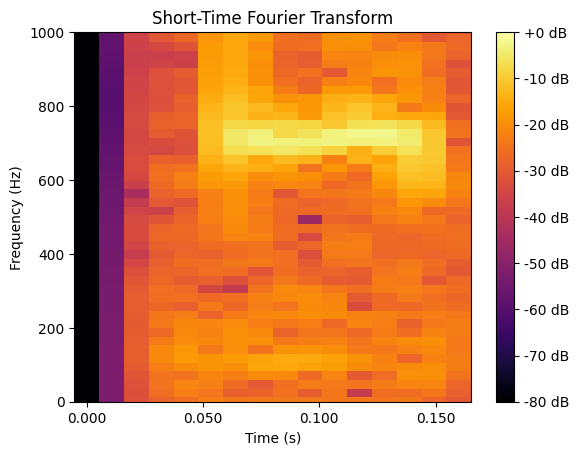 Short-Time Fourier Transform
1000
800
600
400
200
0
Frequency (Hz)
0.000
0.050
0.100
0.150
Time (s)
+0 dB
-10 dB
-20 dB
-30 dB
-40 dB
-50 dB
-60 dB
-70 dB
-80 dB